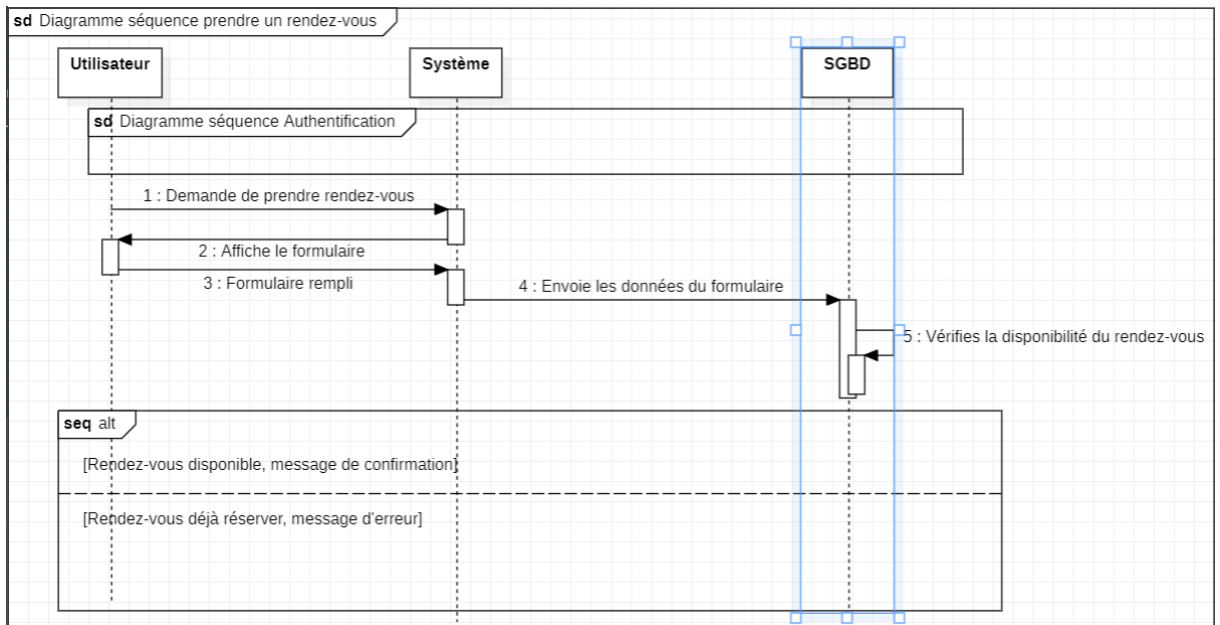 sd Diagramme séquence prendre un rendez-vous
Utilisateur
Système
SGBD
sd Diagramme séquence Authentification
1 : Demande de prendre rendez-vous
2 : Affiche le formulaire
3 : Formulaire rempli
4 : Envoie les données du formulaire
5 : Vérifies la disponibilité du rendez-vous
seq alt
[Rendez-vous disponible, message de confirmation]
[Rendez-vous déjà réserver, message d'erreur]